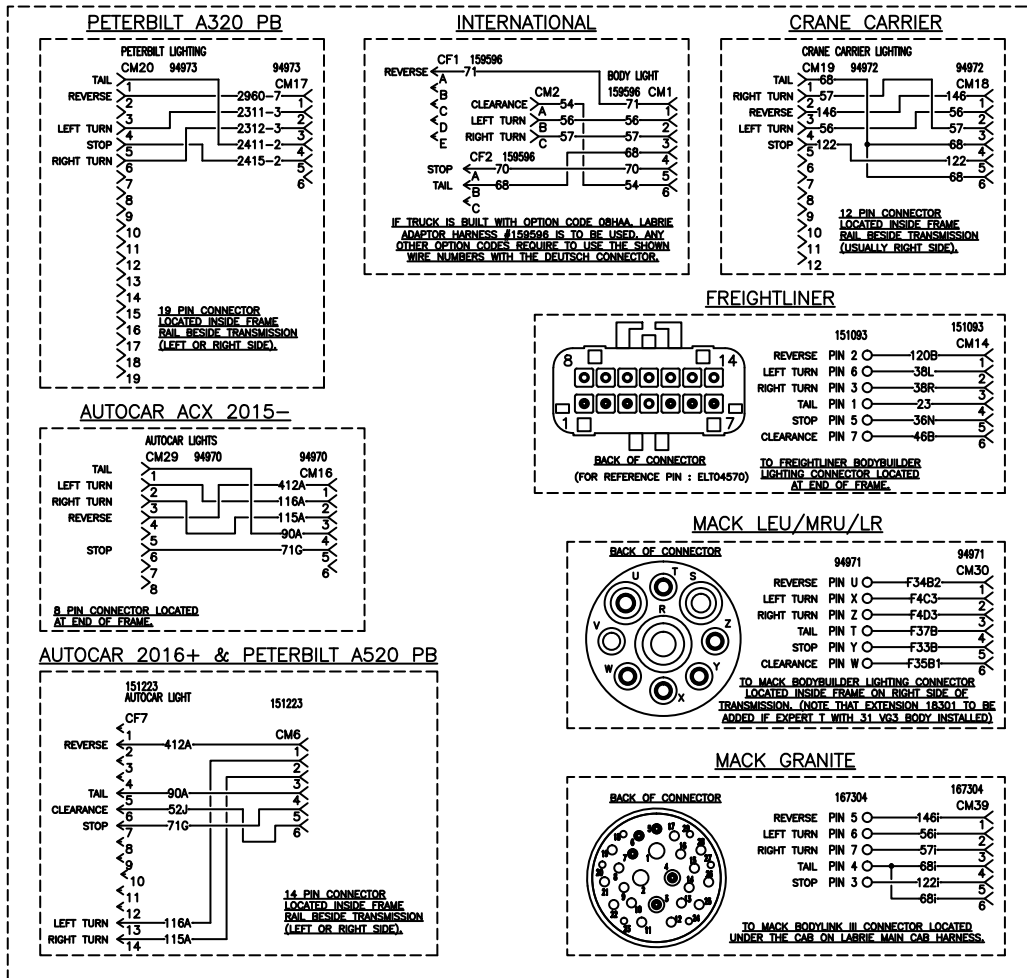 PETERBILT A320 PB
PETERBILT LIGHTING
CM20 94973
94973
CM17
TAIL
REVERSE
LEFT TURN
STOP
RIGHT TURN
1
2
3
4
5
6
7
8
9
10
11
12
13
14
15
16
17
18
19
2960-7
2311-3
2312-3
2411-2
2415-2
1
2
3
4
5
6
19 PIN CONNECTOR
LOCATED INSIDE FRAME
RAIL BESIDE TRANSMISSION
(LEFT OR RIGHT SIDE).
INTERNATIONAL
CF1 159596
REVERSE A 71
B
C
D
E
CM2
CLEARANCE A 54
LEFT TURN B 56
RIGHT TURN C 57
CF2 159596
STOP A 70
TAIL B 68
C
BODY LIGHT
159596 CM1
71 1
56 2
57 3
68 4
70 5
54 6
IF TRUCK IS BUILT WITH OPTION CODE 08HAA, LABRIE
ADAPTOR HARNESS #159596 IS TO BE USED. ANY
OTHER OPTION CODES REQUIRE TO USE THE SHOWN
WIRE NUMBERS WITH THE DEUTSCH CONNECTOR.
CRANE CARRIER
CRANE CARRIER LIGHTING
CM19 94972
94972
CM18
TAIL 1 68
RIGHT TURN 2 57
REVERSE 3 146
LEFT TURN 4 56
STOP 5 122
6
7
8
9
10
11
12
146 1
56 2
57 3
68 4
122 5
68 6
12 PIN CONNECTOR
LOCATED INSIDE FRAME
RAIL BESIDE TRANSMISSION
(USUALLY RIGHT SIDE).
FREIGHTLINER
8
14
1
7
BACK OF CONNECTOR
(FOR REFERENCE PIN : ELT04570)
151093
151093
CM14
REVERSE PIN 2 120B 1
LEFT TURN PIN 6 38L 2
RIGHT TURN PIN 3 38R 3
TAIL PIN 1 23 4
STOP PIN 5 36N 5
CLEARANCE PIN 7 46B 6
TO FREIGHTLINER BODYBUILDER
LIGHTING CONNECTOR LOCATED
AT END OF FRAME.
AUTOCAR ACX 2015-
AUTOCAR LIGHTS
CM29 94970
94970
CM16
TAIL 1
LEFT TURN 2
RIGHT TURN 3
REVERSE 4
5
STOP 6
7
8
412A 1
116A 2
115A 3
90A 4
71G 5
6
8 PIN CONNECTOR LOCATED
AT END OF FRAME.
MACK LEU/MRU/LR
BACK OF CONNECTOR
U
T
S
R
V
Z
W
Y
X
94971
94971
CM30
REVERSE PIN U F34B2 1
LEFT TURN PIN X F4C3 2
RIGHT TURN PIN Z F4D3 3
TAIL PIN T F37B 4
STOP PIN Y F33B 5
CLEARANCE PIN W F35B1 6
TO MACK BODYBUILDER LIGHTING CONNECTOR
LOCATED INSIDE FRAME ON RIGHT SIDE OF
TRANSMISSION. (NOTE THAT EXTENSION 18301 TO BE
ADDED IF EXPERT T WITH 31 VG3 BODY INSTALLED)
AUTOCAR 2016+ & PETERBILT A520 PB
151223
AUTOCAR LIGHT
CF7
151223
CM6
1
REVERSE 2 412A
3
4
TAIL 5 90A
CLEARANCE 6 52J
STOP 7 71G
8
9
10
11
12
LEFT TURN 13 116A
RIGHT TURN 14 115A
1
2
3
4
5
6
14 PIN CONNECTOR
LOCATED INSIDE FRAME
RAIL BESIDE TRANSMISSION
(LEFT OR RIGHT SIDE).
MACK GRANITE
BACK OF CONNECTOR
167304
167304
CM39
REVERSE PIN 5 146i 1
LEFT TURN PIN 6 56i 2
RIGHT TURN PIN 7 57i 3
TAIL PIN 4 68i 4
STOP PIN 3 122i 5
68i 6
TO MACK BODYLINK III CONNECTOR LOCATED
UNDER THE CAB ON LABRIE MAIN CAB HARNESS.